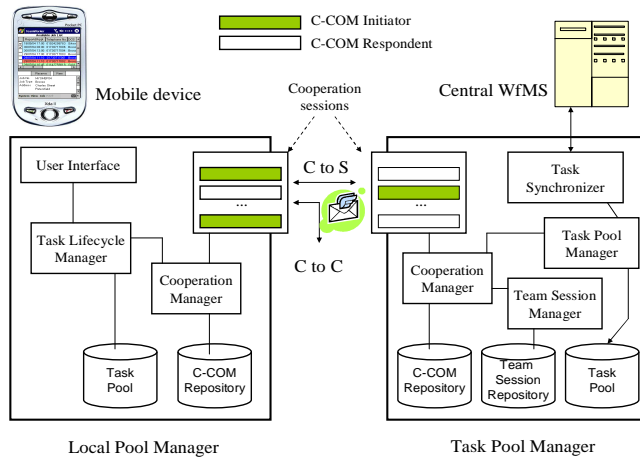 C-COM Initiator
C-COM Respondent
Mobile device
Cooperation
sessions
Central WfMS
User Interface
...
C to S
...
Task
Synchronizer
Task Lifecycle
Manager
Task Pool
Manager
C to C
Cooperation
Manager
Cooperation
Manager
Team Session
Manager
Task
Pool
C-COM
Repository
C-COM
Repository
Team
Session
Repository
Task
Pool
Local Pool Manager
Task Pool Manager